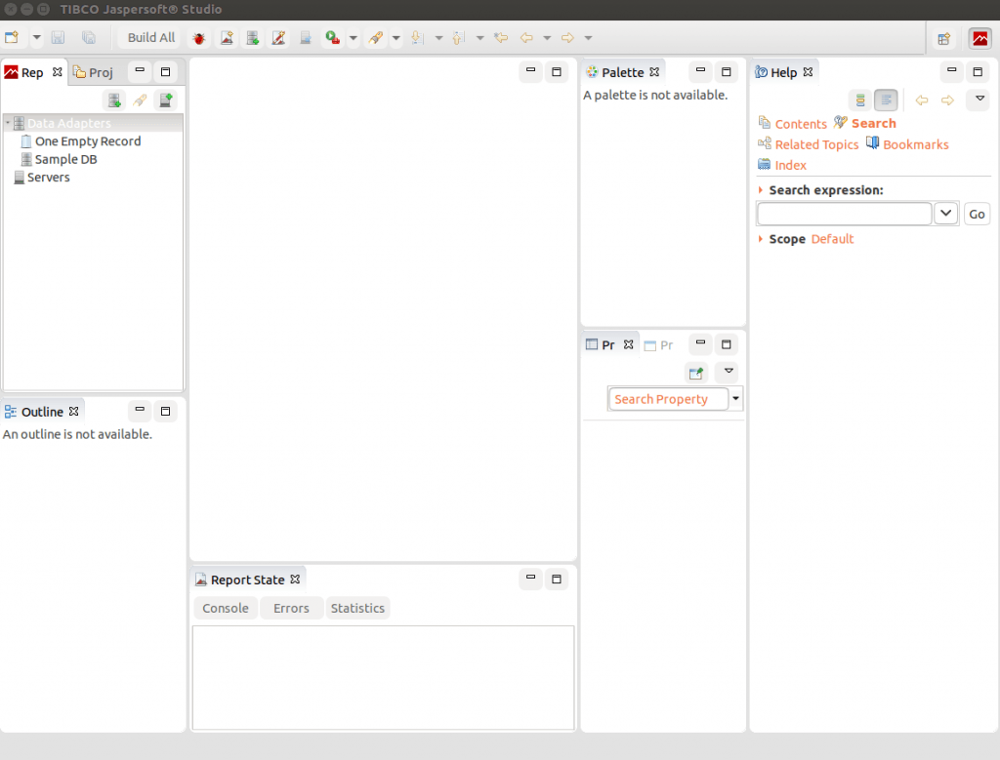 TIBCO Jaspersoft® Studio
Build All
Rep
Proj
Data Adapters
One Empty Record
Sample DB
Servers
Outline
An outline is not available.
Report State
Console Errors Statistics
Palette
A palette is not available.
Pr
Pr
Search Property
Help
Contents Search
Related Topics Bookmarks
Index
Search expression:
Go
Scope Default